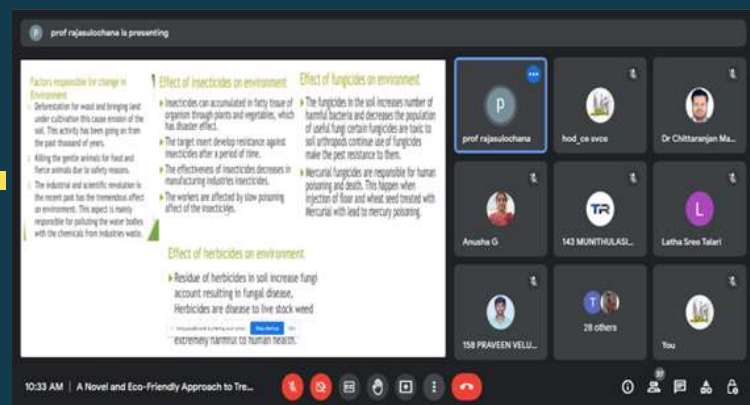 p
prof rajasulochana is presenting
Factors responsible for change in
Environment
Deforestation for wood and bringing land
under cultivation this cause erosion of the
soil. This activity has been going on from
the past thousand of years.
Killing the gentle animals for food and
fierce animals due to safety reasons.
The industrial and scientific revolution in
the recent past has the tremendous affect
on environment. This aspect is mainly
responsible for polluting the water bodies
with the chemicals from industries waste.
Effect of insecticides on environment
Insecticides can accumulated in fatty tissue of
organism through plants and vegetables, which
has disaster effect.
The target insert develop resistance against
insecticides after a period of time.
The effectiveness of insecticides decreases in
manufacturing industries insecticides.
The workers are affected by slow poisoning
affect of the insecticides.
Effect of fungicides on environment
The fungicides in the soil increases number of
harmful bacteria and decreases the population
of useful fungi certain fungicides are toxic to
soil arthropods continue use of fungicides
make the pest resistance to them.
Mercurial fungicides are responsible for human
poisoning and death. This happen when
injection of floor and wheat seed treated with
Mercurial with lead to mercury poisoning.
Effect of herbicides on environment
Residue of herbicides in soil increase fungi
account resulting in fungal disease,
Herbicides are disease to live stock weed
extremely harmful to human health.
p
prof rajasulochana
hod_ce svce
Dr Chittaranjan Ma...
Anusha G
TR
143 MUNITHULASI...
L
Latha Sree Talari
158 PRAVEEN VELU...
T
28 others
You
10:33 AM | A Novel and Eco-Friendly Approach to Tre...
37